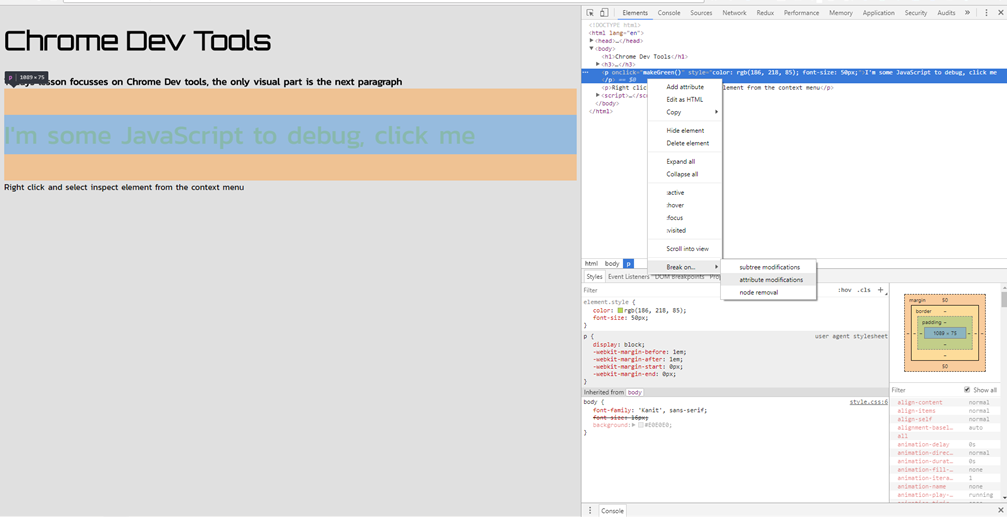 Chrome Dev Tools
p 1089 × 75
lesson focusses on Chrome Dev tools, the only visual part is the next paragraph
I'm some JavaScript to debug, click me
Right click and select inspect element from the context menu
Elements Console Sources Network Redux Performance Memory Application Security Audits »
<!DOCTYPE html>
<html lang="en">
▶<head>…</head>
▼<body>
<h1>Chrome Dev Tools</h1>
▶<h3>…</h3>
<p onclick="makeGreen()" style="color: rgb(186, 218, 85); font-size: 50px;">I'm some JavaScript to debug, click me
</p> == $0
<p>Right clic element from the context menu</p>
▶<script>…</sc
</body>
</html>
Add attribute
Edit as HTML
Copy
Hide element
Delete element
Expand all
Collapse all
:active
:hover
:focus
:visited
Scroll into view
Break on...
subtree modifications
attribute modifications
node removal
html body p
Styles Event Listeners DOM Breakpoints Prop
Filter :hov .cls +
element.style {
color: rgb(186, 218, 85);
font-size: 50px;
}
p { user agent stylesheet
display: block;
-webkit-margin-before: 1em;
-webkit-margin-after: 1em;
-webkit-margin-start: 0px;
-webkit-margin-end: 0px;
}
Inherited from body
body { style.css:6
font-family: 'Kanit', sans-serif;
font-size: 16px;
background: ▶ #E0E0E0;
}
margin 50
border -
padding -
- - - 1089 × 75 - - -
-
-
50
Filter Show all
align-content normal
align-items normal
align-self normal
alignment-basel… auto
all
animation-delay 0s
animation-direc… normal
animation-durat… 0s
animation-fill-… none
animation-itera… 1
animation-name none
animation-play-… running
Console